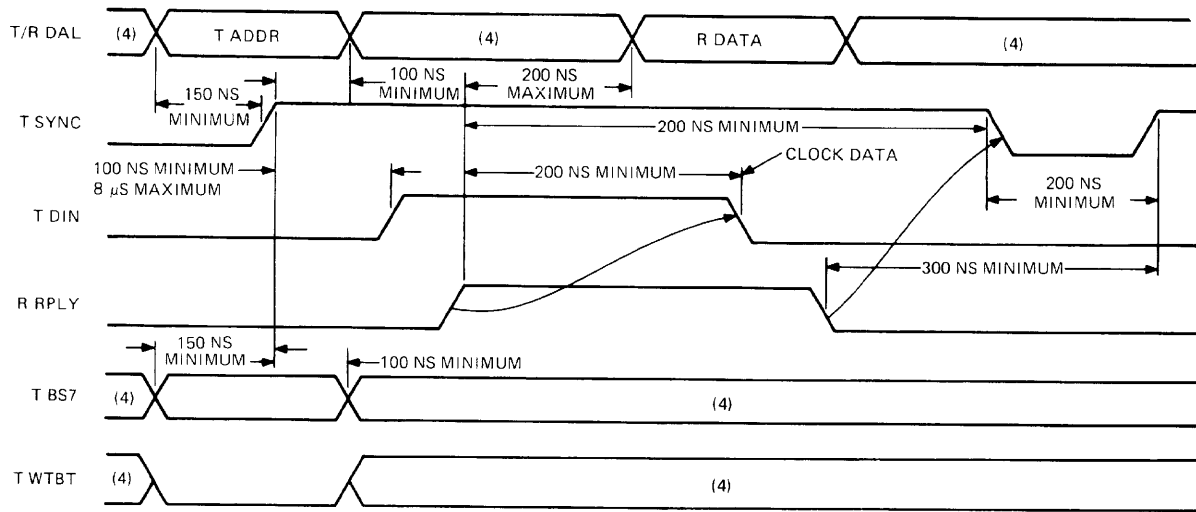 T/R DAL
(4)
T ADDR
(4)
R DATA
(4)
150 NS
MINIMUM
100 NS
MINIMUM
200 NS
MAXIMUM
T SYNC
200 NS MINIMUM
100 NS MINIMUM
8 μS MAXIMUM
200 NS MINIMUM
CLOCK DATA
200 NS
MINIMUM
T DIN
300 NS MINIMUM
R RPLY
150 NS
MINIMUM
100 NS MINIMUM
T BS7
(4)
(4)
T WTBT
(4)
(4)